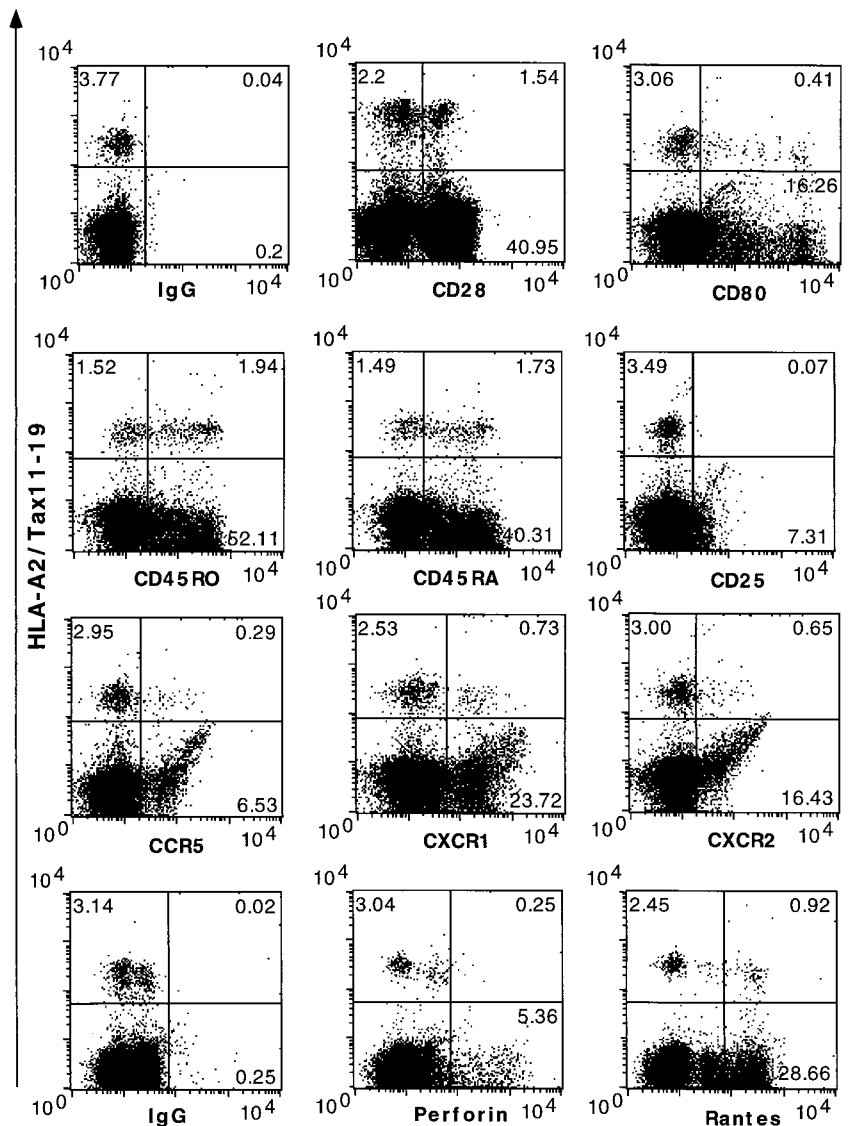 HLA-A2/Tax11-19
10^4
3.77 0.04
0.2
10^0 IgG 10^4
10^4
2.2 1.54
40.95
10^0 CD28 10^4
10^4
3.06 0.41
16.26
10^0 CD80 10^4
10^4
1.52 1.94
52.11
CD45RO 10^4
10^4
1.49 1.73
40.31
10^0 CD45RA 10^4
10^4
3.49 0.07
7.31
10^0 CD25 10^4
10^4
2.95 0.29
6.53
10^0 CCR5 10^4
10^4
2.53 0.73
23.72
10^0 CXCR1 10^4
10^4
3.00 0.65
16.43
10^0 CXCR2 10^4
10^4
3.14 0.02
0.25
10^0 IgG 10^4
10^4
3.04 0.25
5.36
10^0 Perforin 10^4
10^4
2.45 0.92
28.66
10^0 Rantes 10^4